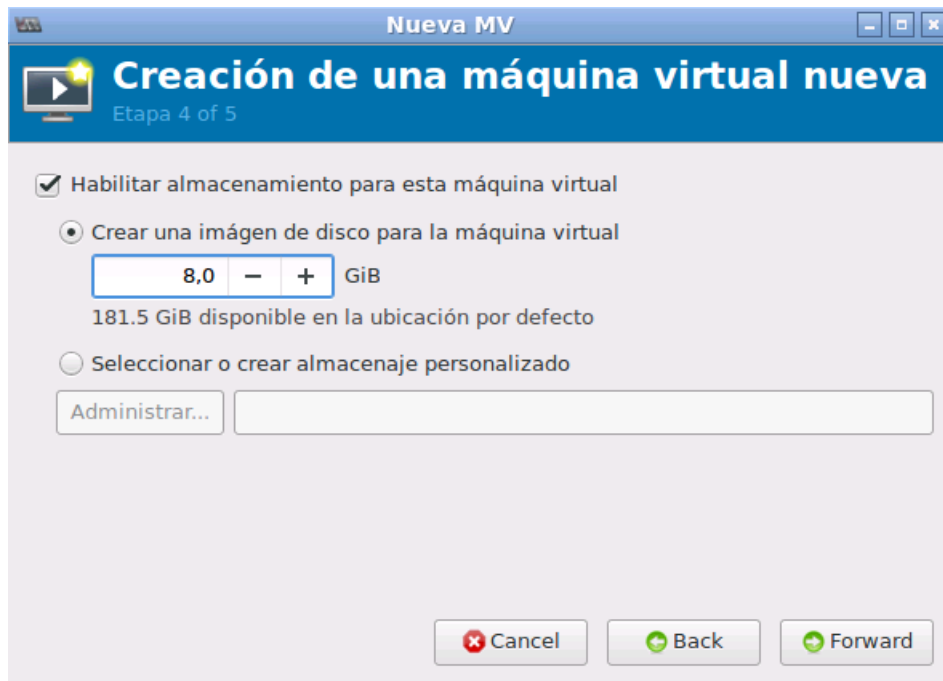 Nueva MV
Creación de una máquina virtual nueva
Etapa 4 of 5
Habilitar almacenamiento para esta máquina virtual
Crear una imágen de disco para la máquina virtual
8,0 − + GiB
181.5 GiB disponible en la ubicación por defecto
Seleccionar o crear almacenaje personalizado
Administrar...
Cancel Back Forward